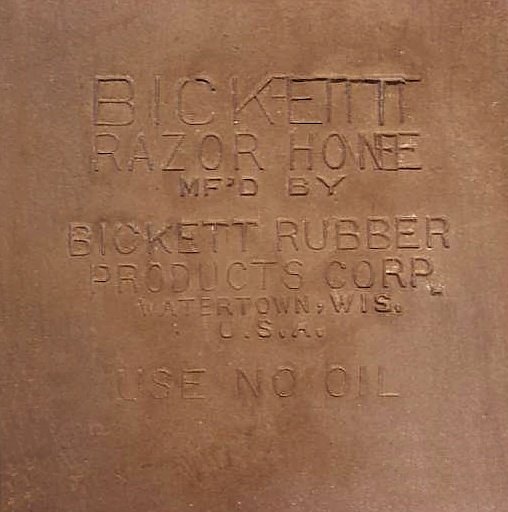 BICKETT
RAZOR HONE
MF'D BY
BICKETT RUBBER
PRODUCTS CORP.
WATERTOWN, WIS.
U.S.A.
USE NO OIL